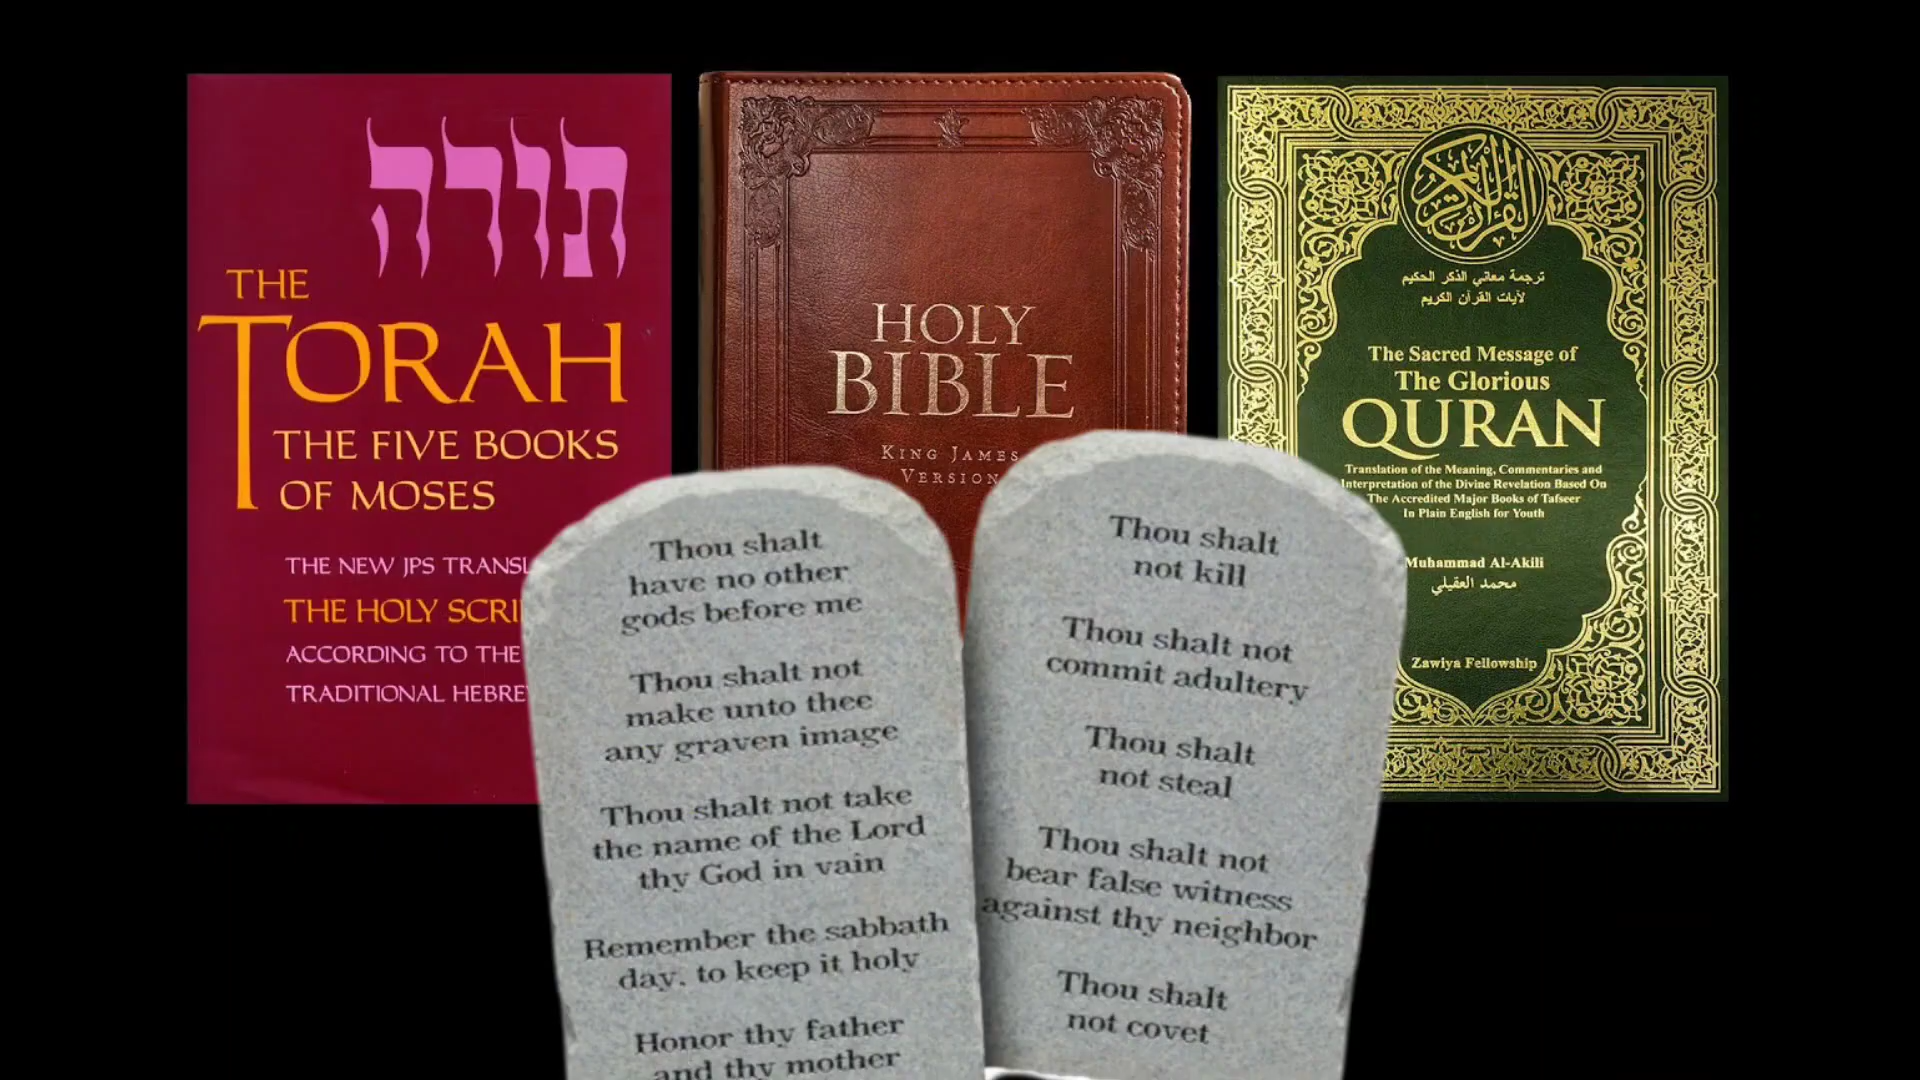 תורה
THE
TORAH
THE FIVE BOOKS
OF MOSES
THE NEW JPS TRANSL
THE HOLY SCRI
ACCORDING TO THE
TRADITIONAL HEBRE
HOLY
BIBLE
KING JAMES
VERSION
القرآن الكريم
ترجمة معاني الذكر الحكيم
لآيات القرآن الكريم
The Sacred Message of
The Glorious
QURAN
Translation of the Meaning, Commentaries and
Interpretation of the Divine Revelation Based On
The Accredited Major Books of Tafseer
In Plain English for Youth
Muhammad Al-Akili
محمد العقيلي
Zawiya Fellowship
Thou shalt
have no other
gods before me
Thou shalt not
make unto thee
any graven image
Thou shalt not take
the name of the Lord
thy God in vain
Remember the sabbath
day, to keep it holy
Honor thy father
and thy mother
Thou shalt
not kill
Thou shalt not
commit adultery
Thou shalt
not steal
Thou shalt not
bear false witness
against thy neighbor
Thou shalt
not covet